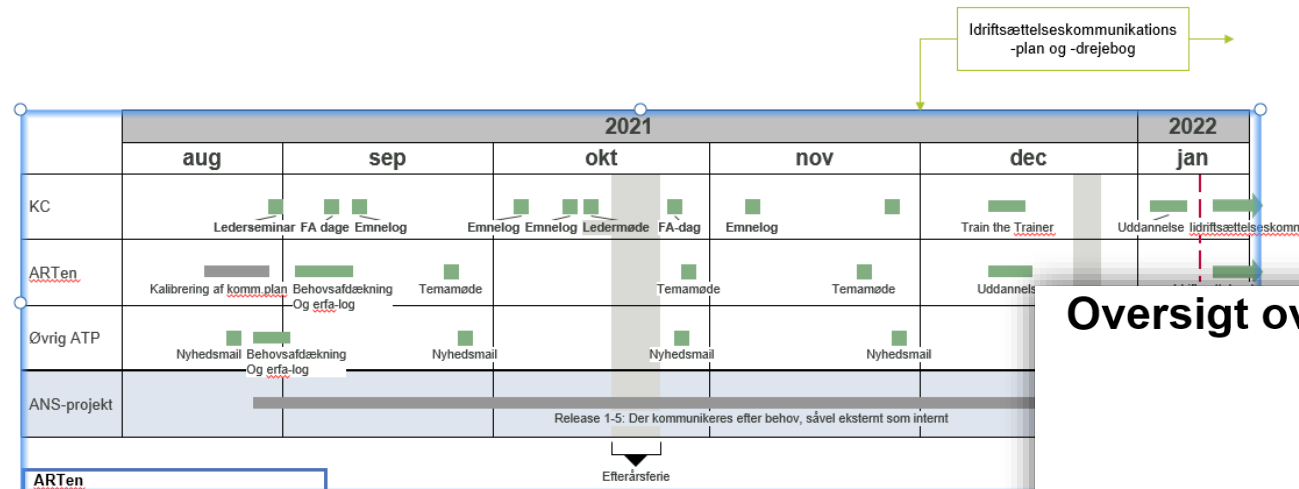 Idriftsættelseskommunikations
-plan og -drejebog
2021
2022
aug
sep
okt
nov
dec
jan
KC
Lederseminar
FA dage
Emnelog
Emnelog
Emnelog
Ledermøde
FA-dag
Emnelog
Train the Trainer
Uddannelse
Iidriftsættelseskomm
ARTen
Kalibrering af komm.plan
Behovsafdækning
Og erfa-log
Temamøde
Temamøde
Temamøde
Uddannels
Øvrig ATP
Nyhedsmail
Behovsafdækning
Og erfa-log
Nyhedsmail
Nyhedsmail
Nyhedsmail
ANS-projekt
Release 1-5: Der kommunikeres efter behov, såvel eksternt som internt
Efterårsferie
ARTen
Oversigt ov